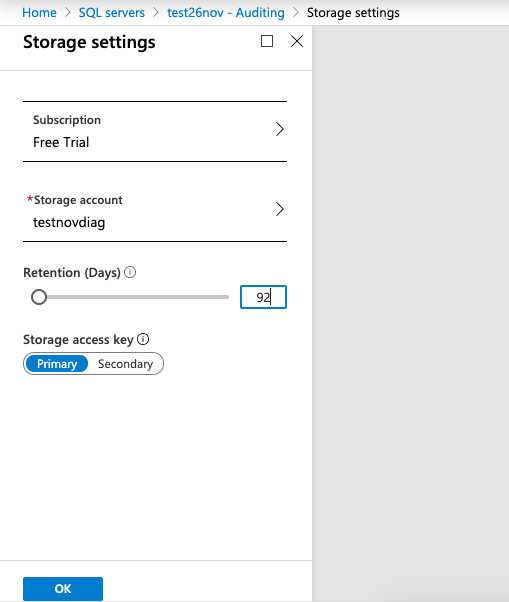 Home > SQL servers > test26nov - Auditing > Storage settings
Storage settings
Subscription
Free Trial
*Storage account
testnovdiag
Retention (Days)
92
Storage access key
Primary Secondary
OK